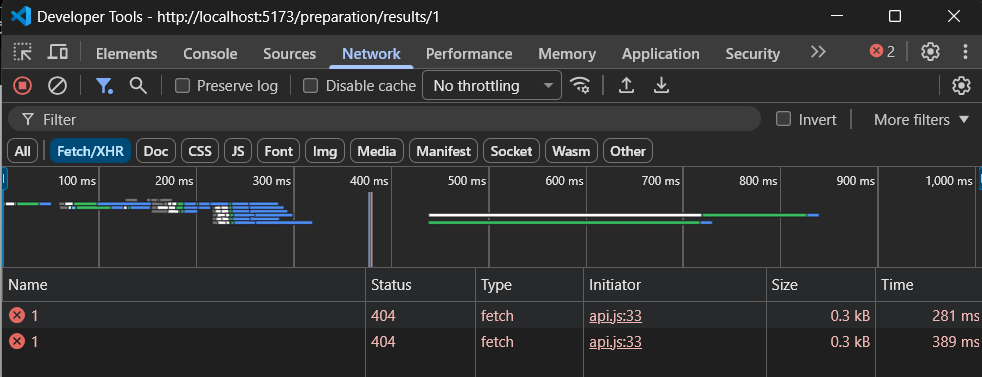 Developer Tools - http://localhost:5173/preparation/results/1
Elements Console Sources Network Performance Memory Application Security 2
Preserve log Disable cache No throttling
Filter Invert More filters
All Fetch/XHR Doc CSS JS Font Img Media Manifest Socket Wasm Other
100 ms 200 ms 300 ms 400 ms 500 ms 600 ms 700 ms 800 ms 900 ms 1,000 ms
Name Status Type Initiator Size Time
1 404 fetch api.js:33 0.3 kB 281 ms
1 404 fetch api.js:33 0.3 kB 389 ms